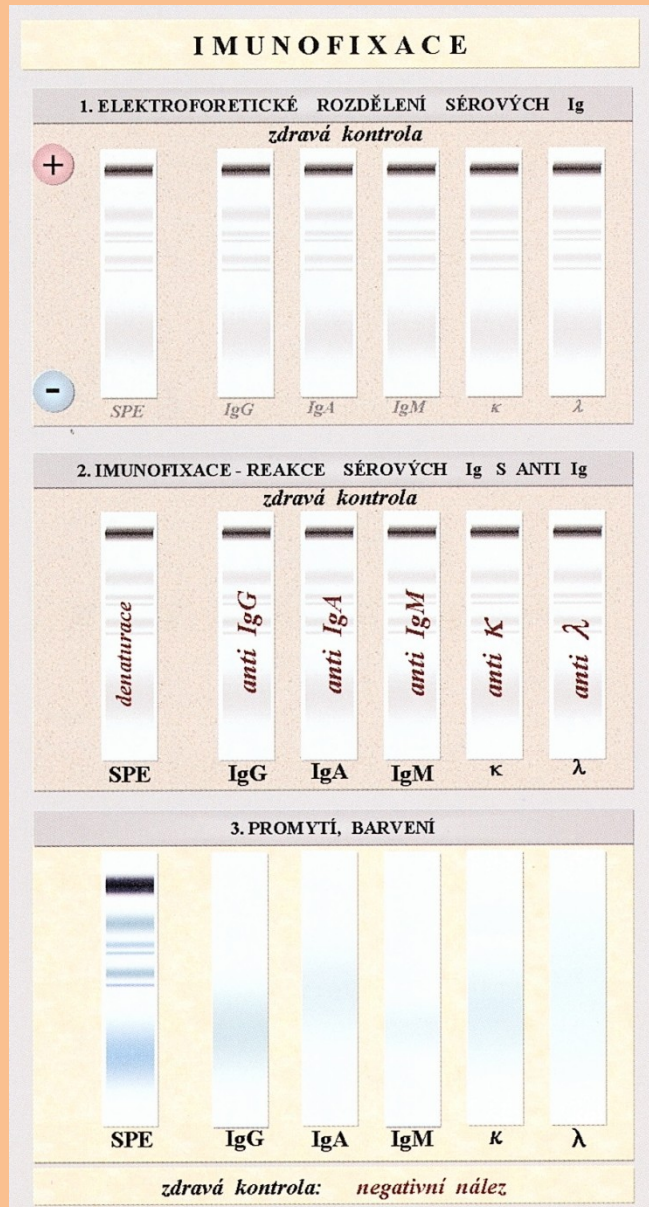 IMUNOFIXACE
1. ELEKTROFORETICKÉ ROZDĚLENÍ SÉROVÝCH Ig
zdravá kontrola
+
-
SPE IgG IgA IgM κ λ
2. IMUNOFIXACE - REAKCE SÉROVÝCH Ig S ANTI Ig
zdravá kontrola
denaturace anti IgG anti IgA anti IgM anti K anti λ
SPE IgG IgA IgM κ λ
3. PROMYTÍ, BARVENÍ
SPE IgG IgA IgM κ λ
zdravá kontrola: negativní nález